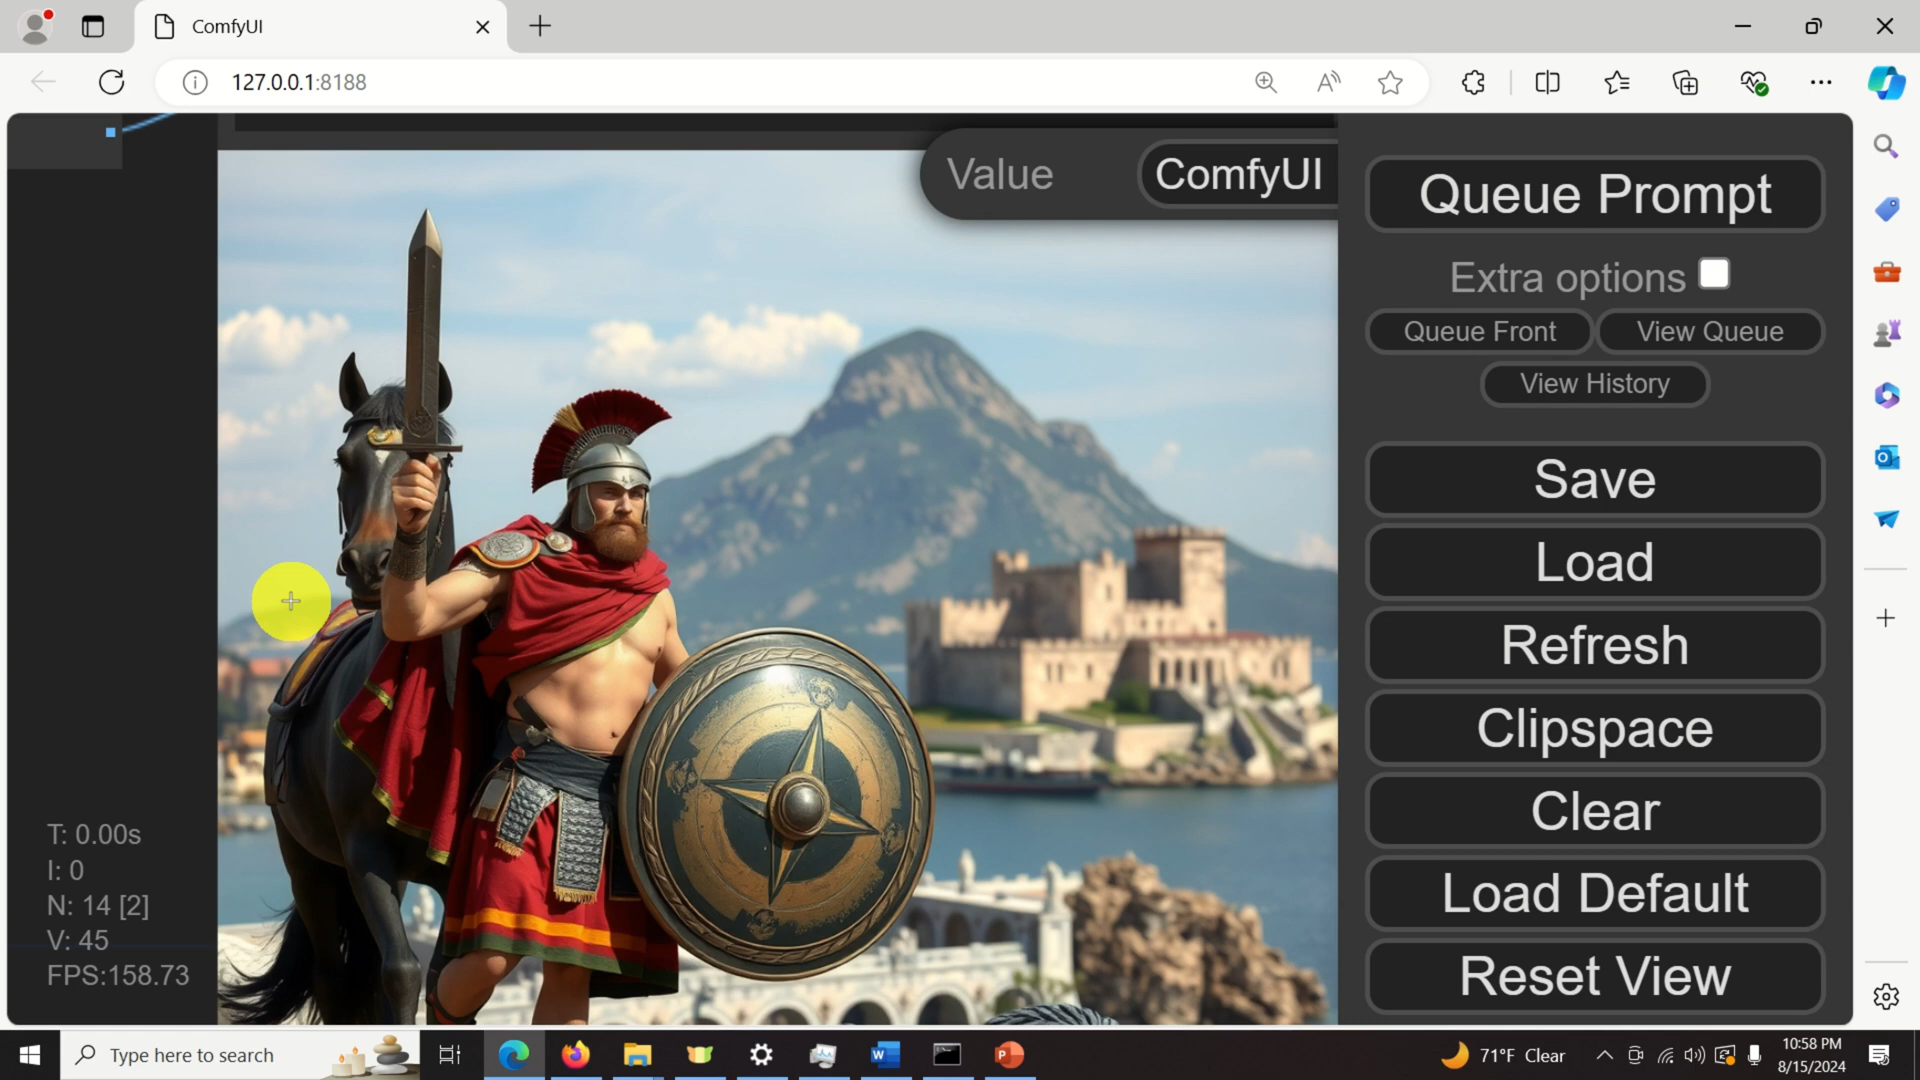 ComfyUI
127.0.0.1:8188
Value ComfyUI
Queue Prompt
Extra options
Queue Front View Queue
View History
Save
Load
Refresh
Clipspace
Clear
Load Default
Reset View
T: 0.00s
I: 0
N: 14 [2]
V: 45
FPS:158.73
Type here to search
71°F Clear
10:58 PM
8/15/2024